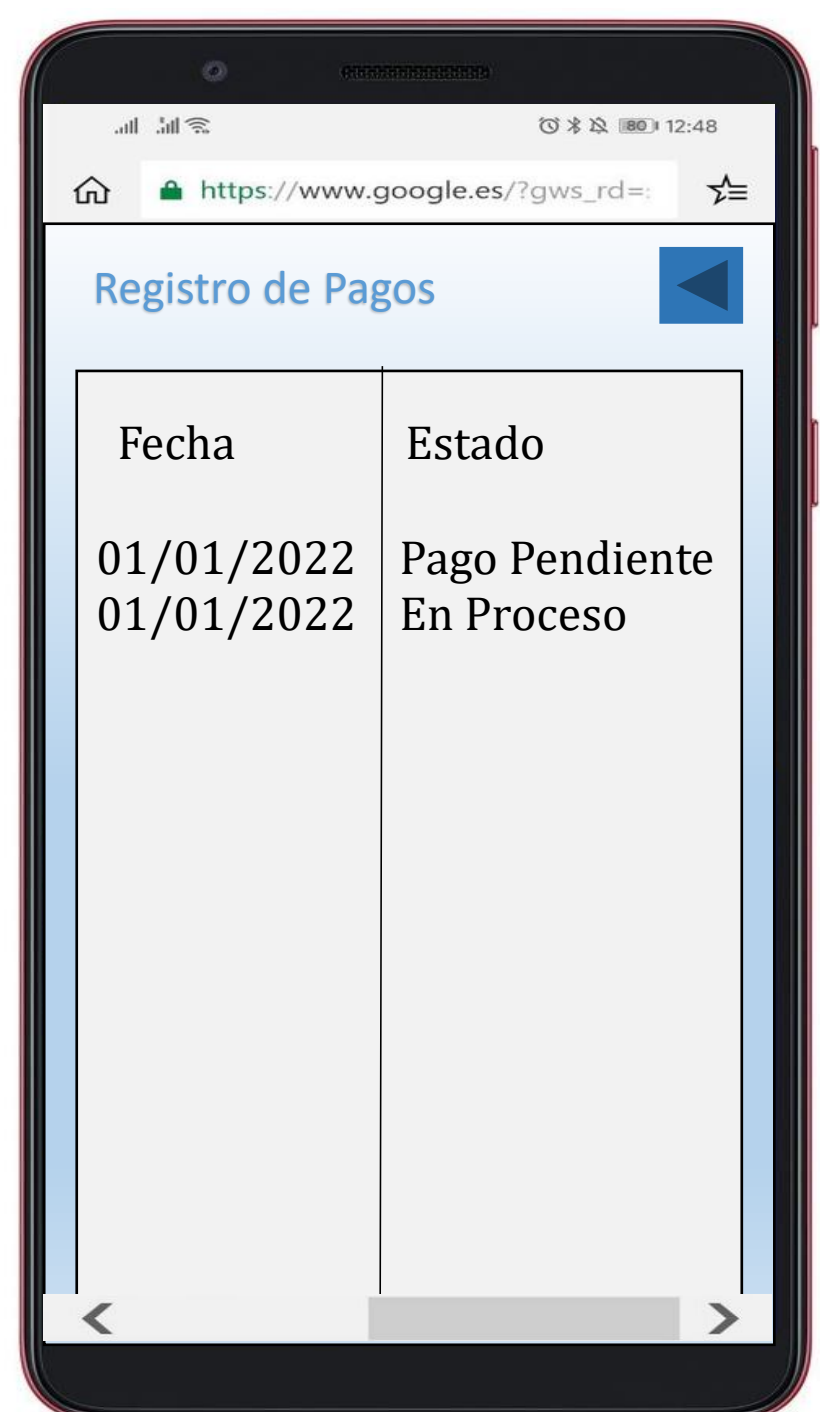 80 12:48
https://www.google.es/?gws_rd=:
Registro de Pagos
Fecha Estado
01/01/2022 Pago Pendiente
01/01/2022 En Proceso